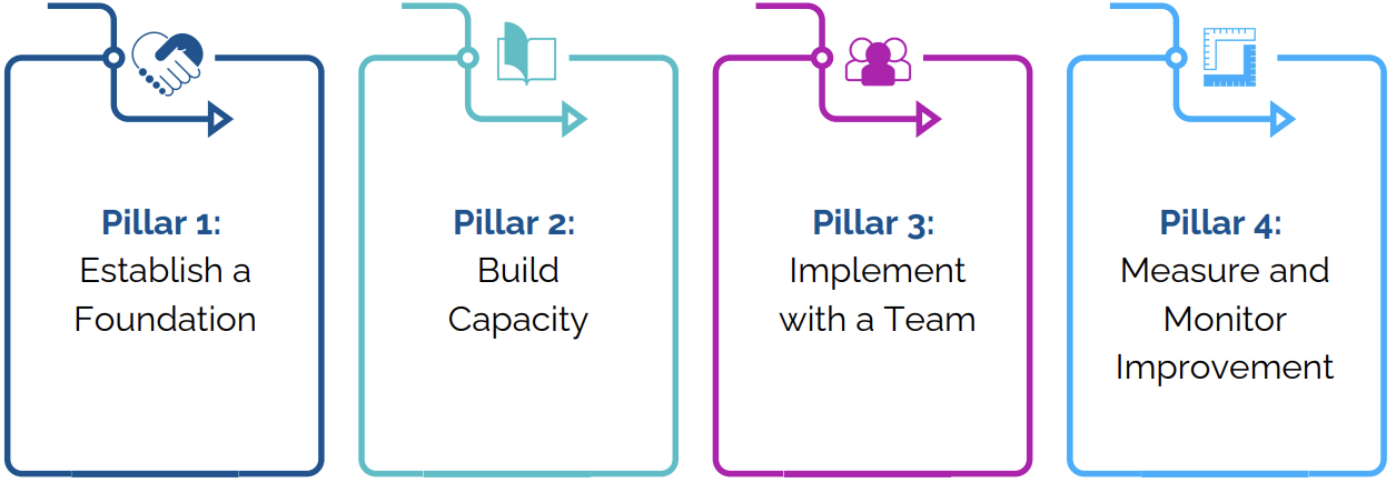 Pillar 1:
Establish a
Foundation
Pillar 2:
Build
Capacity
Pillar 3:
Implement
with a Team
Pillar 4:
Measure and
Monitor
Improvement